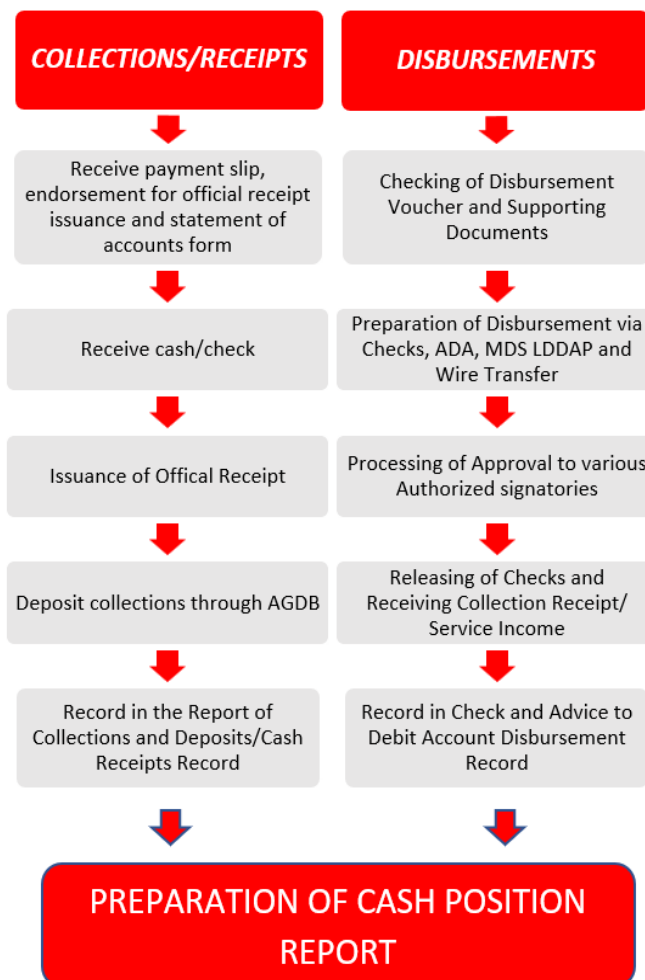 COLLECTIONS/RECEIPTS
Receive payment slip,
endorsement for official receipt
issuance and statement of
accounts form
Receive cash/check
Issuance of Offical Receipt
Deposit collections through AGDB
Record in the Report of
Collections and Deposits/Cash
Receipts Record
DISBURSEMENTS
Checking of Disbursement
Voucher and Supporting
Documents
Preparation of Disbursement via
Checks, ADA, MDS LDDAP and
Wire Transfer
Processing of Approval to various
Authorized signatories
Releasing of Checks and
Receiving Collection Receipt/
Service Income
Record in Check and Advice to
Debit Account Disbursement
Record
PREPARATION OF CASH POSITION
REPORT